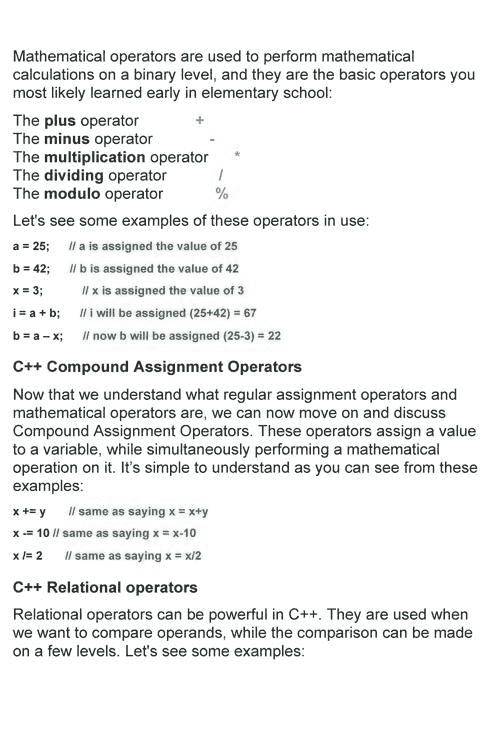 Mathematical operators are used to perform mathematical
calculations on a binary level, and they are the basic operators you
most likely learned early in elementary school:
The plus operator +
The minus operator -
The multiplication operator *
The dividing operator /
The modulo operator %
Let's see some examples of these operators in use:
a = 25; // a is assigned the value of 25
b = 42; // b is assigned the value of 42
x = 3; // x is assigned the value of 3
i = a + b; // i will be assigned (25+42) = 67
b = a – x; // now b will be assigned (25-3) = 22
C++ Compound Assignment Operators
Now that we understand what regular assignment operators and
mathematical operators are, we can now move on and discuss
Compound Assignment Operators. These operators assign a value
to a variable, while simultaneously performing a mathematical
operation on it. It’s simple to understand as you can see from these
examples:
x += y // same as saying x = x+y
x -= 10 // same as saying x = x-10
x /= 2 // same as saying x = x/2
C++ Relational operators
Relational operators can be powerful in C++. They are used when
we want to compare operands, while the comparison can be made
on a few levels. Let's see some examples: